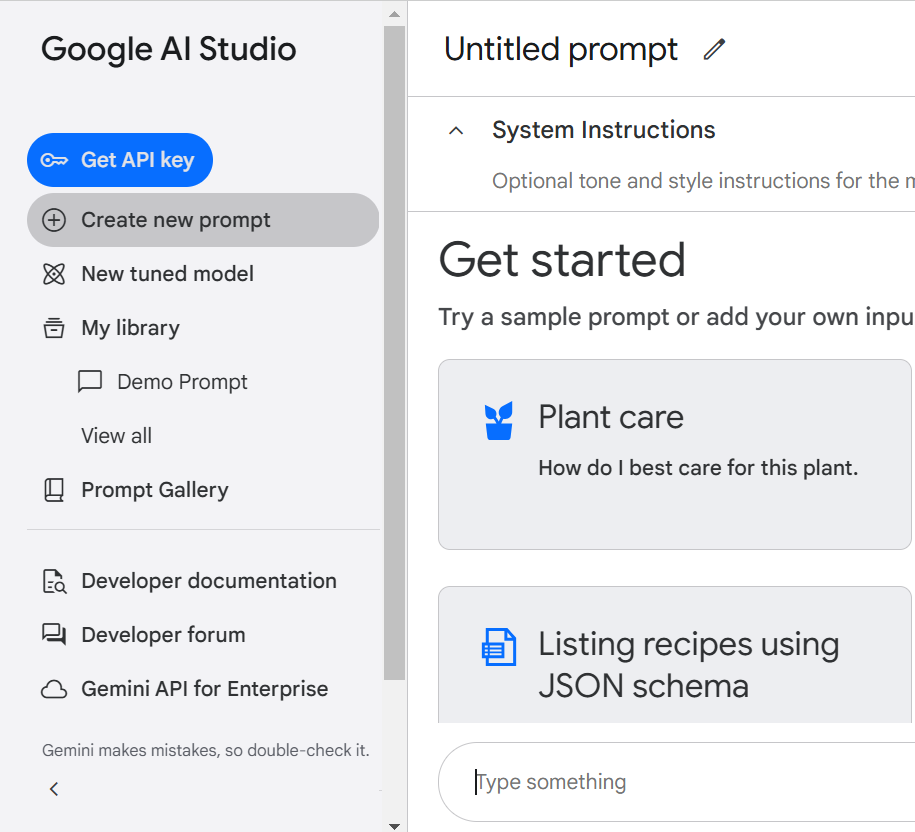 Google AI Studio
Get API key
Create new prompt
New tuned model
My library
Demo Prompt
View all
Prompt Gallery
Developer documentation
Developer forum
Gemini API for Enterprise
Gemini makes mistakes, so double-check it.
Untitled prompt
System Instructions
Optional tone and style instructions for the
Get started
Try a sample prompt or add your own
Plant care
How do I best care for this plant.
Listing recipes using
JSON schema
Type something